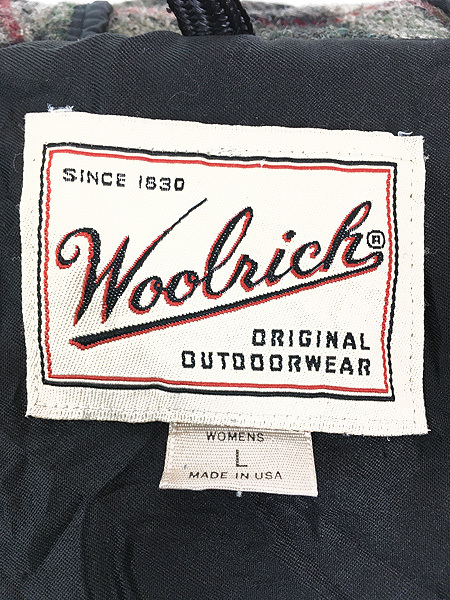 SINCE 1830
Woolrich®
ORIGINAL
OUTDOORWEAR
WOMENS
L
MADE IN USA